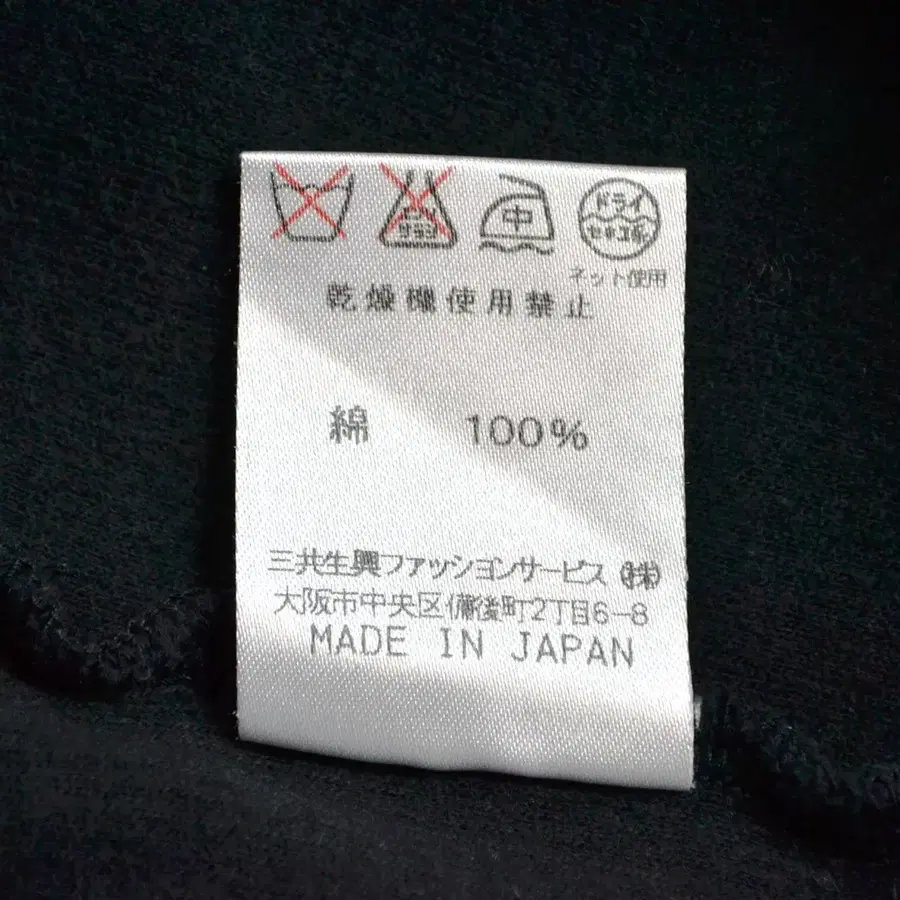 中 ドライ
セキユ系
ネット使用
乾燥機使用禁止
綿 100%
三共生興ファッションサービス(株)
大阪市中央区備後町2丁目6-8
MADE IN JAPAN